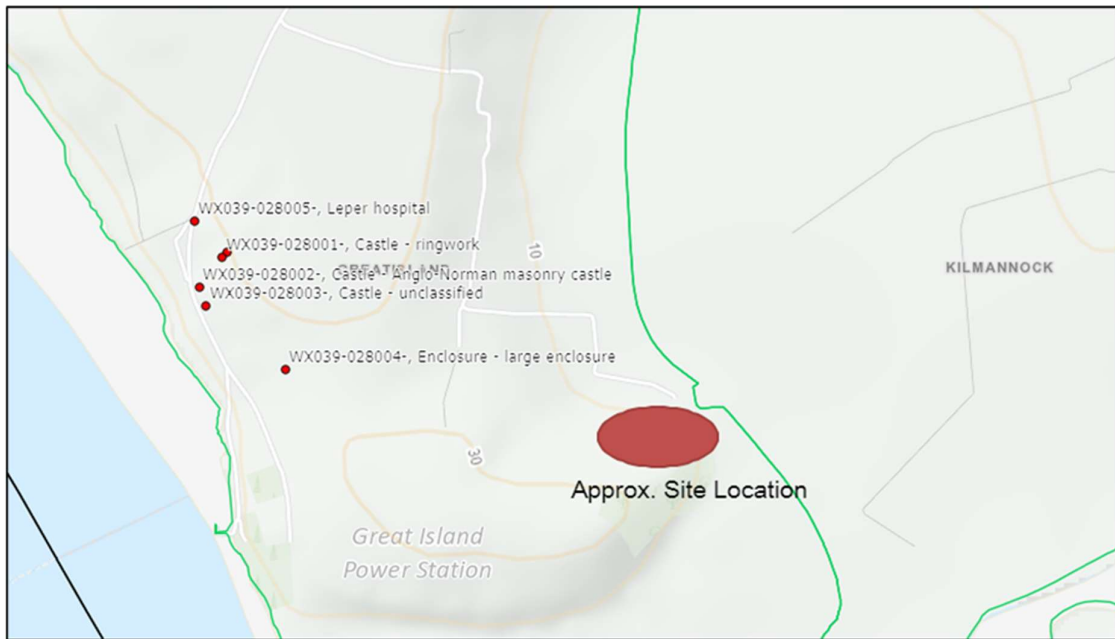 WX039-028005-, Leper hospital
WX039-028001-, Castle - ringwork
GREATISLAND
KILMANNOCK
WX039-028002-, Castle - Anglo-Norman masonry castle
WX039-028003-, Castle - unclassified
10
WX039-028004-, Enclosure - large enclosure
30
Approx. Site Location
Great Island
Power Station